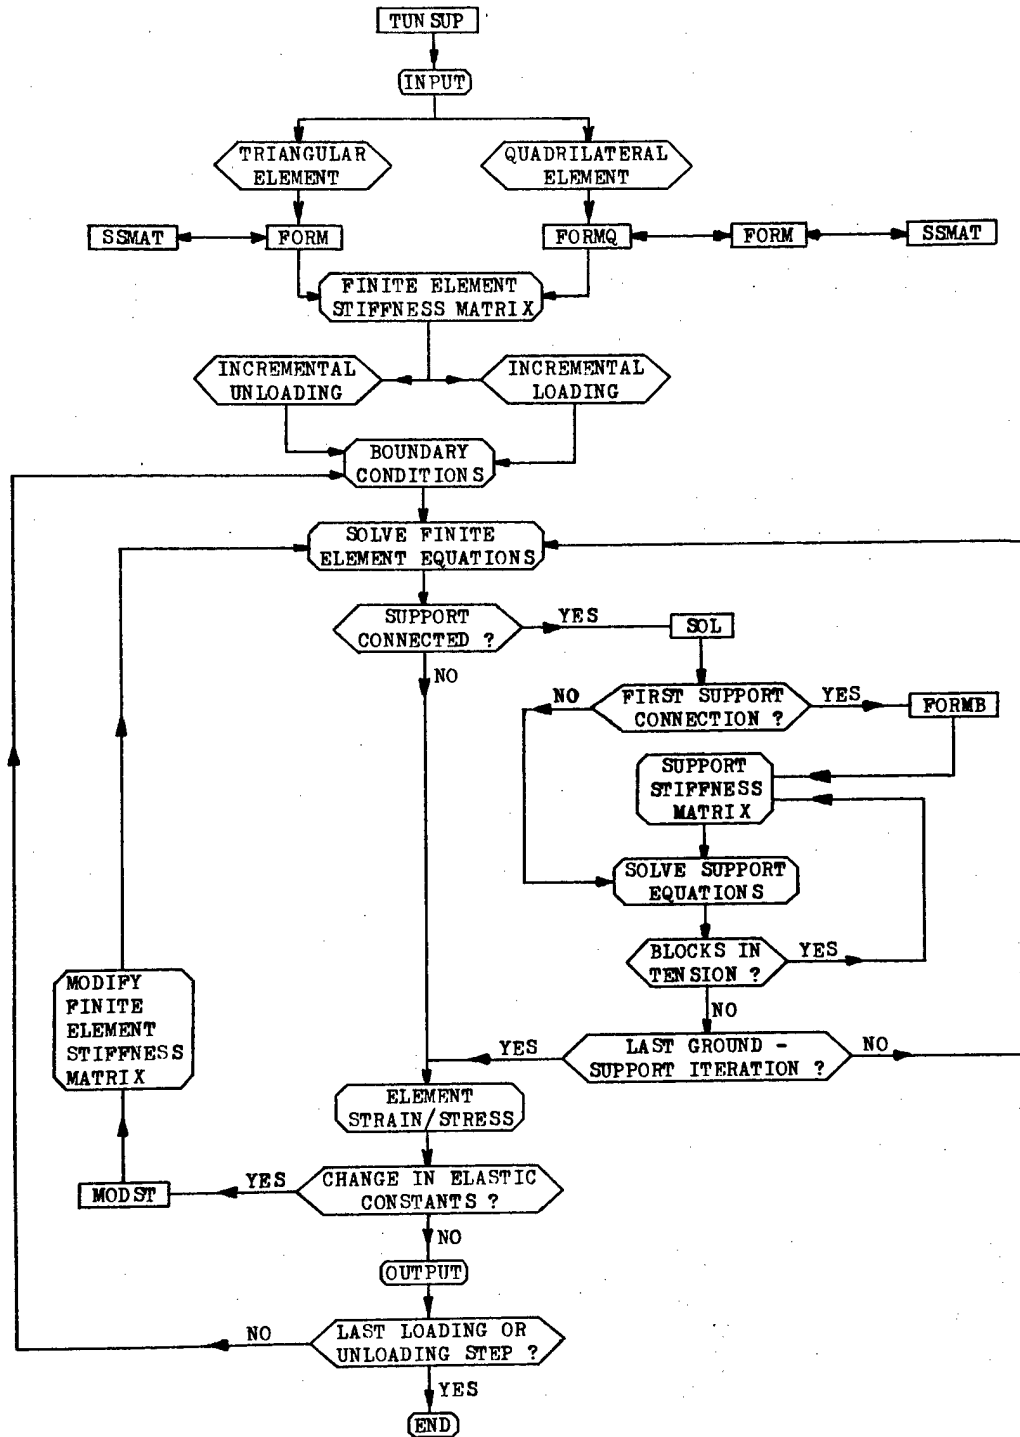 TUNSUP
INPUT
TRIANGULAR
ELEMENT
QUADRILATERAL
ELEMENT
SSMAT
FORM
FORMQ
FORM
SSMAT
FINITE ELEMENT
STIFFNESS MATRIX
INCREMENTAL
UNLOADING
INCREMENTAL
LOADING
BOUNDARY
CONDITIONS
SOLVE FINITE
ELEMENT EQUATIONS
SUPPORT
CONNECTED ?
YES
SOL
NO
NO
FIRST SUPPORT
CONNECTION ?
YES
FORMB
SUPPORT
STIFFNESS
MATRIX
SOLVE SUPPORT
EQUATIONS
BLOCKS IN
TENSION ?
YES
NO
MODIFY
FINITE
ELEMENT
STIFFNESS
MATRIX
YES
LAST GROUND -
SUPPORT ITERATION ?
NO
ELEMENT
STRAIN/STRESS
MODST
YES
CHANGE IN ELASTIC
CONSTANTS ?
NO
OUTPUT
NO
LAST LOADING OR
UNLOADING STEP ?
YES
END